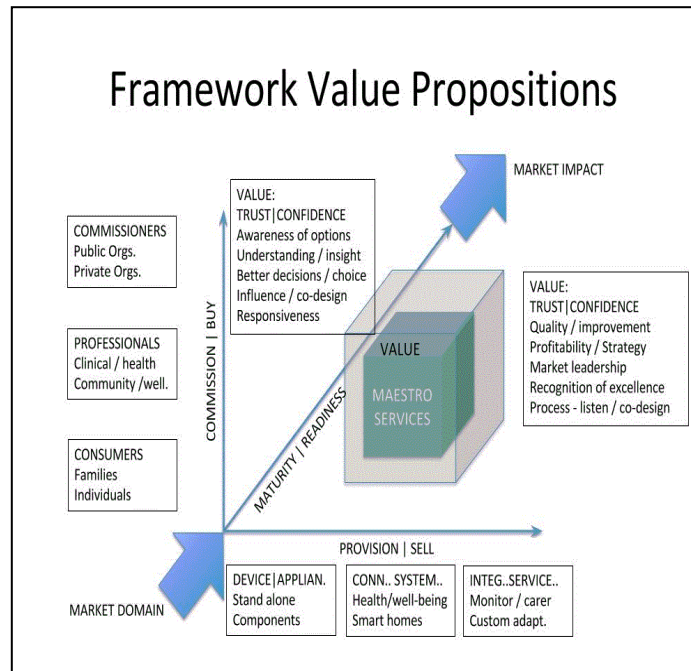 Framework Value Propositions
MARKET IMPACT
VALUE:
TRUST|CONFIDENCE
Awareness of options
Understanding / insight
Better decisions / choice
Influence / co-design
Responsiveness
COMMISSIONERS
Public Orgs.
Private Orgs.
PROFESSIONALS
Clinical / health
Community /well.
CONSUMERS
Families
Individuals
COMMISSION | BUY
MATURITY | READINESS
VALUE
MAESTRO
SERVICES
VALUE:
TRUST|CONFIDENCE
Quality / improvement
Profitability / Strategy
Market leadership
Recognition of excellence
Process - listen / co-design
PROVISION | SELL
MARKET DOMAIN
DEVICE|APPLIAN.
Stand alone
Components
CONN.. SYSTEM..
Health/well-being
Smart homes
INTEG..SERVICE..
Monitor / carer
Custom adapt.